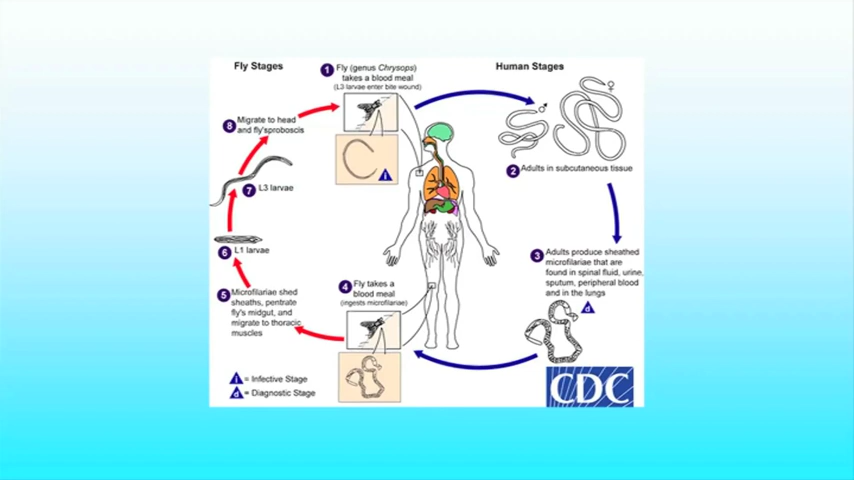 Fly Stages
Human Stages
1 Fly (genus Chrysops)
takes a blood meal
(L3 larvae enter bite wound)
i
♂
♀
2 Adults in subcutaneous tissue
3 Adults produce sheathed
microfilariae that are
found in spinal fluid, urine,
sputum, peripheral blood
and in the lungs
d
4 Fly takes a
blood meal
(ingests microfilariae)
5 Microfilariae shed
sheaths, pentrate
fly's midgut, and
migrate to thoracic
muscles
6 L1 larvae
7 L3 larvae
8 Migrate to head
and fly'sproboscis
i = Infective Stage
d = Diagnostic Stage
CDC